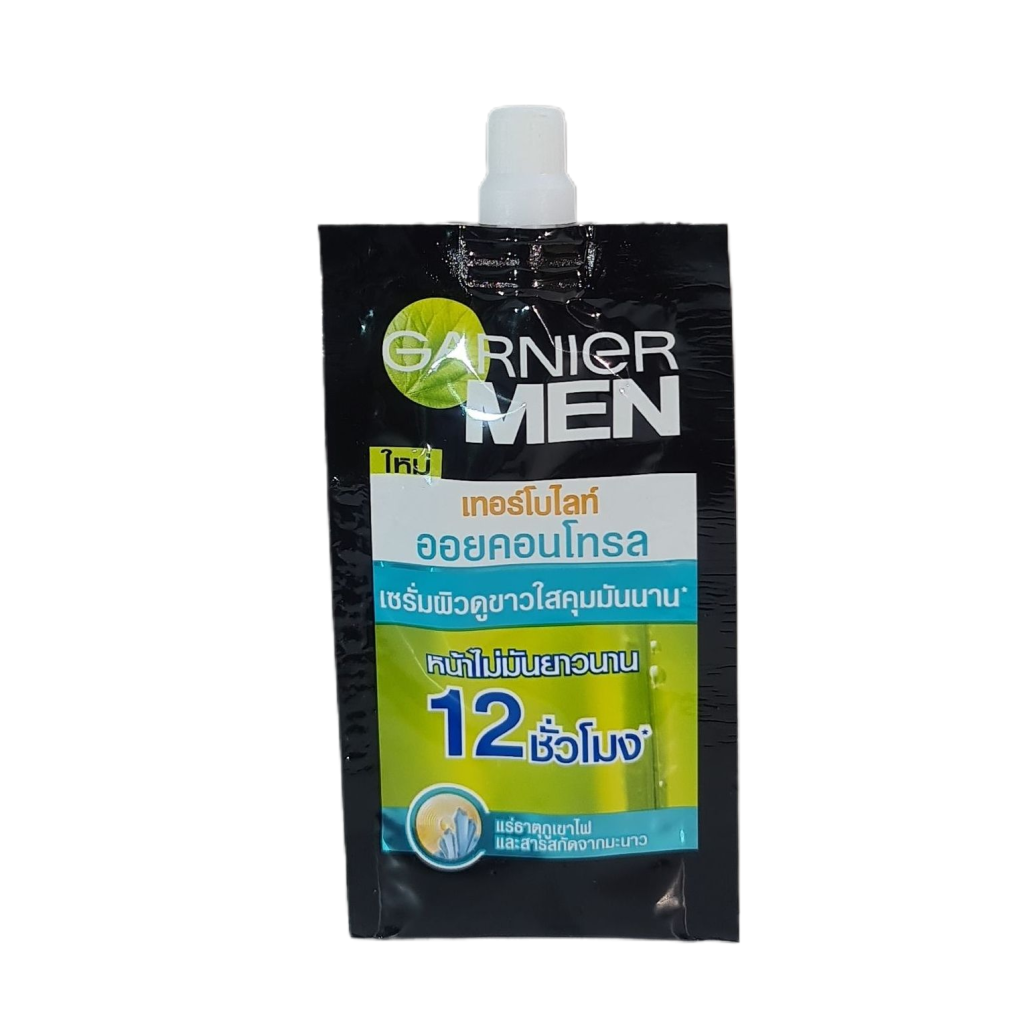 GARNIER
MEN
ใหม่
เทอร์โบไลท์
ออยคอนโทรล
เซรั่มผิวดูขาวใสคุมมันนาน*
หน้าไม่มันยาวนาน
12 ชั่วโมง*
แร่ธาตุภูเขาไฟ
และสารสกัดจากมะนาว